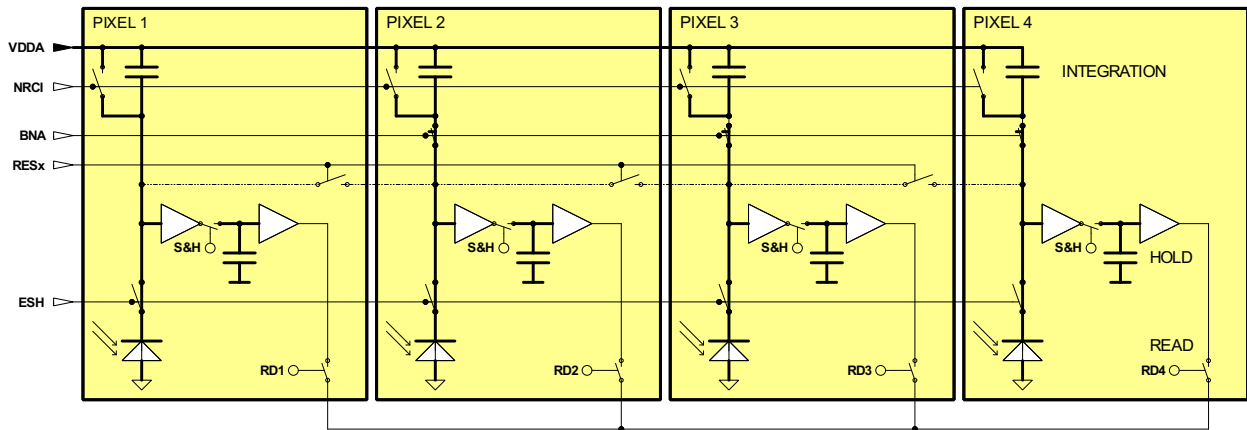 PIXEL 1
PIXEL 2
PIXEL 3
PIXEL 4
VDDA
INTEGRATION
NRCI
BNA
RESx
S&H
S&H
S&H
S&H
HOLD
ESH
READ
RD1
RD2
RD3
RD4